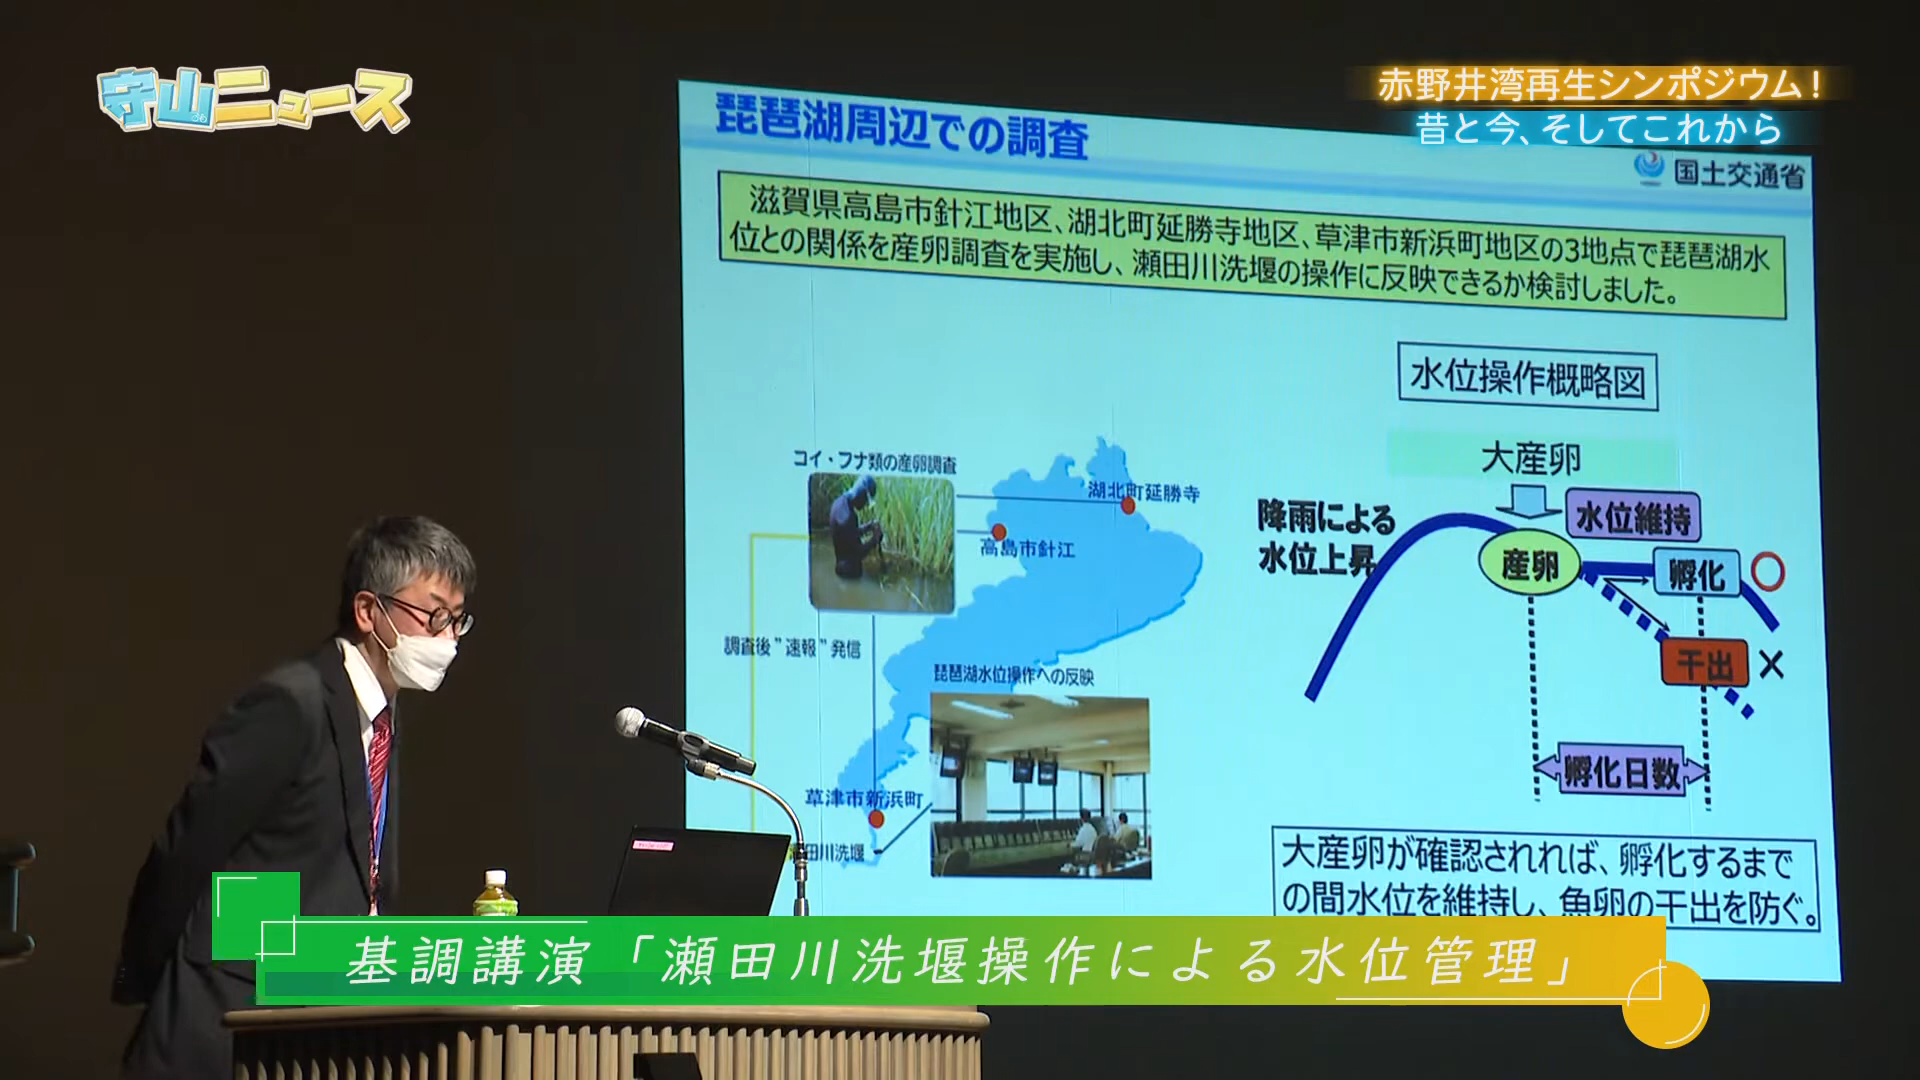 守山ニュース
赤野井湾再生シンポジウム!
昔と今、そしてこれから
琵琶湖周辺での調査
国土交通省
滋賀県高島市針江地区、湖北町延勝寺地区、草津市新浜町地区の3地点で琵琶湖水
位との関係を産卵調査を実施し、瀬田川洗堰の操作に反映できるか検討しました。
水位操作概略図
大産卵
コイ・フナ類の産卵調査
湖北町延勝寺
高島市針江
降雨による
水位上昇
水位維持
産卵
孵化
干出
調査後"速報"発信
琵琶湖水位操作への反映
孵化日数
草津市新浜町
田川洗堰
大産卵が確認されれば、孵化するまで
の間水位を維持し、魚卵の干出を防ぐ。
基調講演「瀬田川洗堰操作による水位管理」